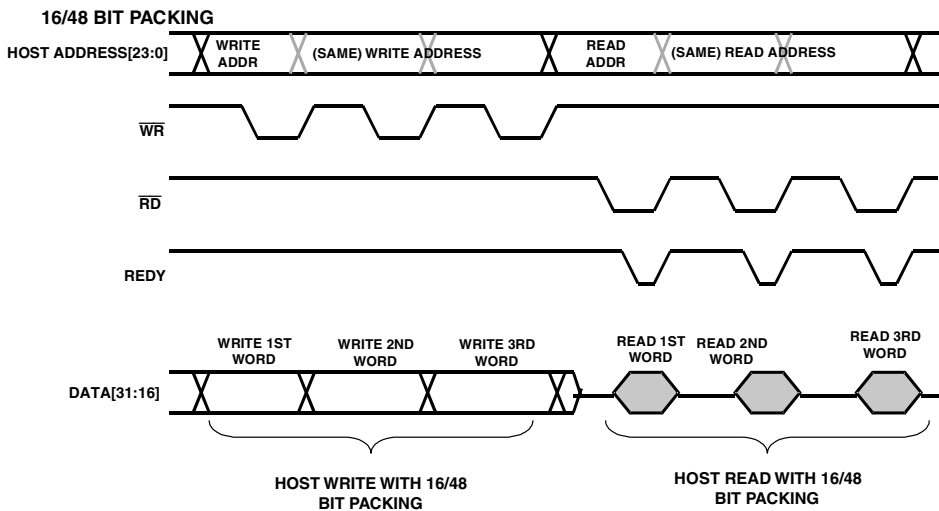 16/48 BIT PACKING
HOST ADDRESS[23:0]
WRITE
ADDR
(SAME) WRITE ADDRESS
READ
ADDR
(SAME) READ ADDRESS
WR
RD
REDY
WRITE 1ST
WORD
WRITE 2ND
WORD
WRITE 3RD
WORD
READ 1ST
WORD
READ 2ND
WORD
READ 3RD
WORD
DATA[31:16]
HOST WRITE WITH 16/48
BIT PACKING
HOST READ WITH 16/48
BIT PACKING